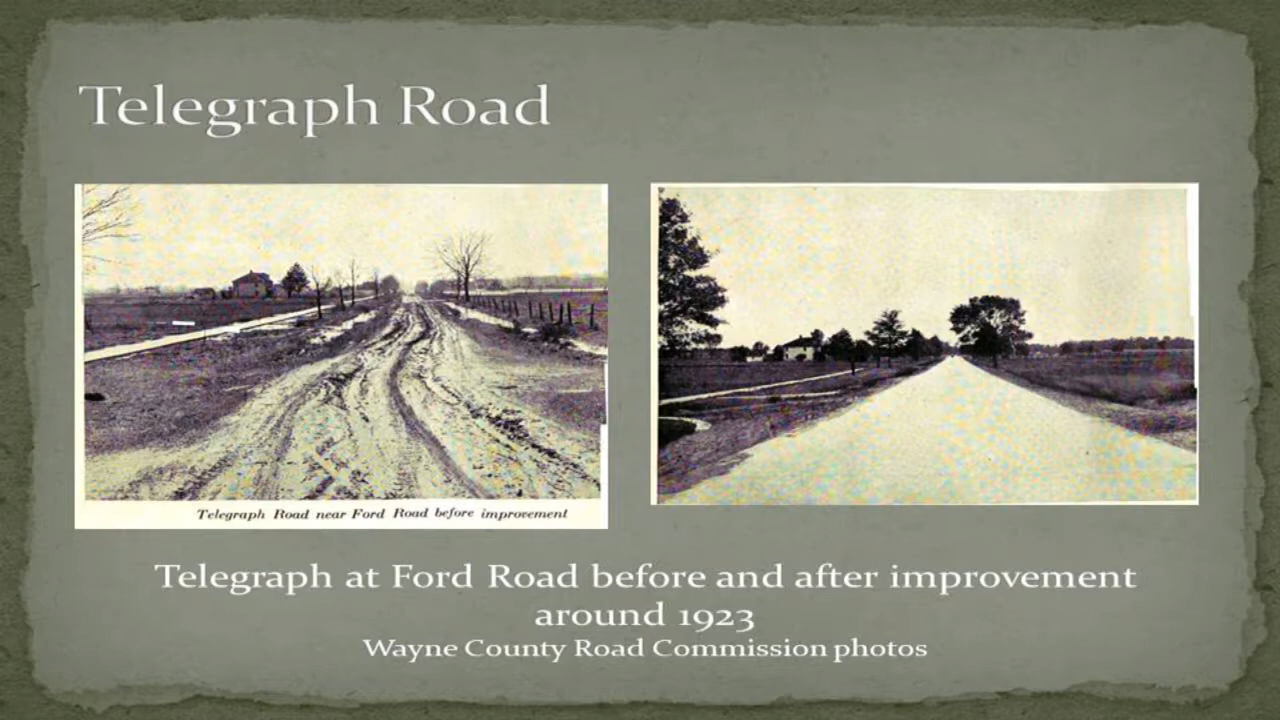 Telegraph Road
Telegraph Road near Ford Road before improvement
Telegraph at Ford Road before and after improvement
around 1923
Wayne County Road Commission photos